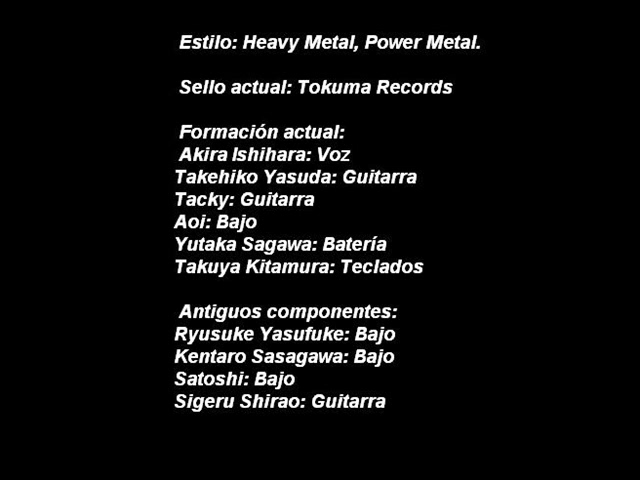 Estilo: Heavy Metal, Power Metal.
Sello actual: Tokuma Records
Formación actual:
Akira Ishihara: Voz
Takehiko Yasuda: Guitarra
Tacky: Guitarra
Aoi: Bajo
Yutaka Sagawa: Batería
Takuya Kitamura: Teclados
Antiguos componentes:
Ryusuke Yasufuke: Bajo
Kentaro Sasagawa: Bajo
Satoshi: Bajo
Sigeru Shirao: Guitarra